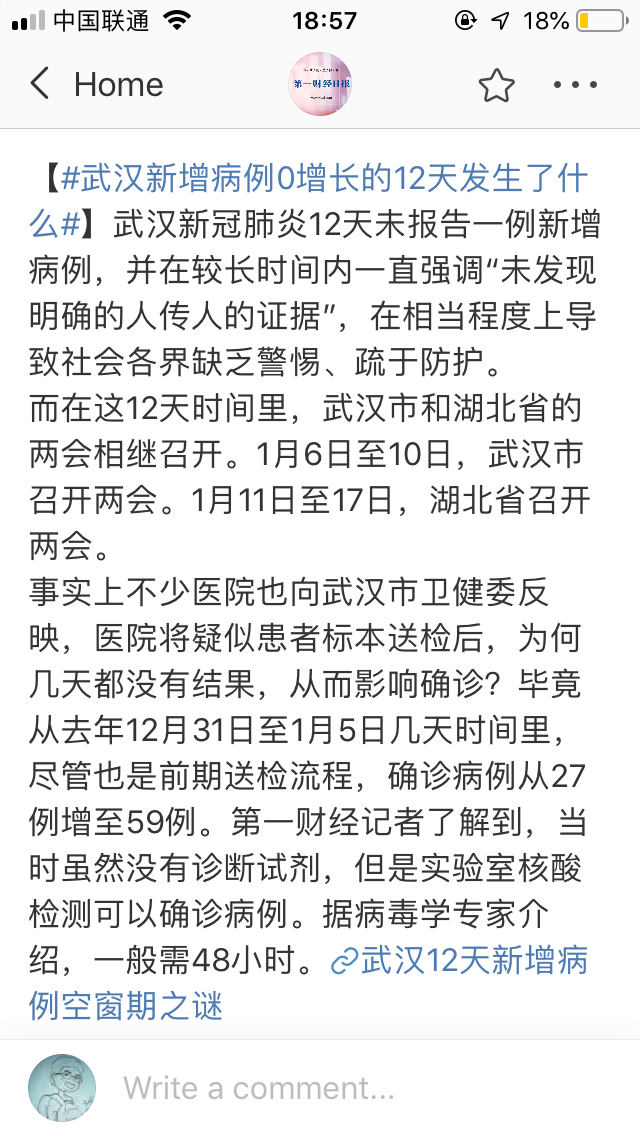 中国联通 18:57 18%
Home 第一财经日报
【#武汉新增病例0增长的12天发生了什
么#】武汉新冠肺炎12天未报告一例新增
病例，并在较长时间内一直强调“未发现
明确的人传人的证据”，在相当程度上导
致社会各界缺乏警惕、疏于防护。
而在这12天时间里，武汉市和湖北省的
两会相继召开。1月6日至10日，武汉市
召开两会。1月11日至17日，湖北省召开
两会。
事实上不少医院也向武汉市卫健委反
映，医院将疑似患者标本送检后，为何
几天都没有结果，从而影响确诊？毕竟
从去年12月31日至1月5日几天时间里，
尽管也是前期送检流程，确诊病例从27
例增至59例。第一财经记者了解到，当
时虽然没有诊断试剂，但是实验室核酸
检测可以确诊病例。据病毒学专家介
绍，一般需48小时。武汉12天新增病
例空窗期之谜
Write a comment...